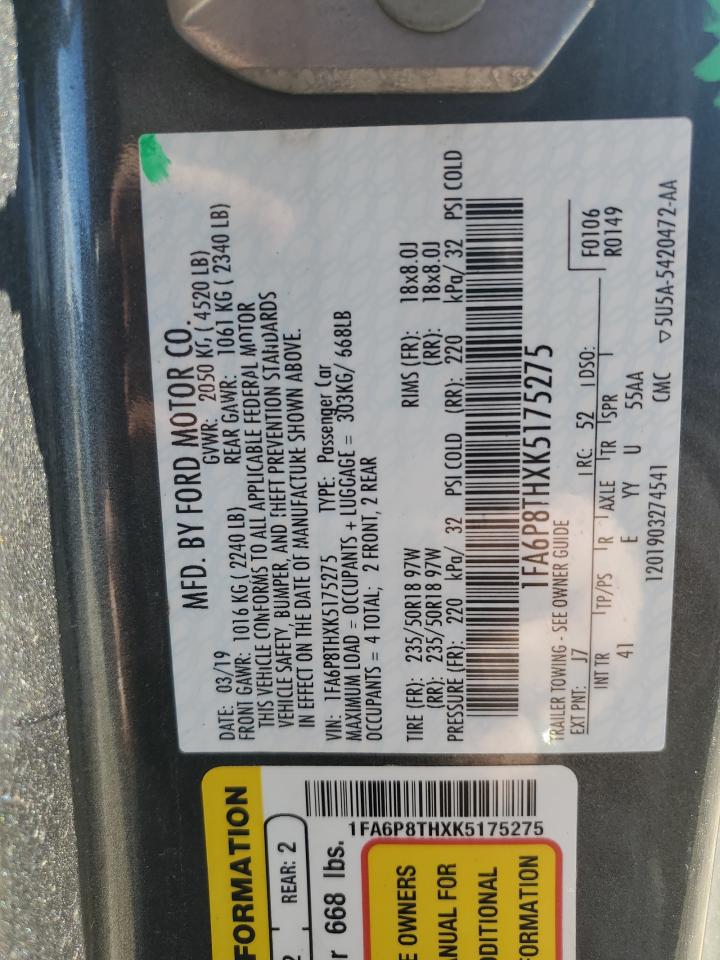 MFD. BY FORD MOTOR CO.
DATE: 03/19 GVWR: 2050 KG ( 4520 LB)
FRONT GAWR: 1016 KG ( 2240 LB) REAR GAWR: 1061 KG ( 2340 LB)
THIS VEHICLE CONFORMS TO ALL APPLICABLE FEDERAL MOTOR
VEHICLE SAFETY, BUMPER, AND THEFT PREVENTION STANDARDS
IN EFFECT ON THE DATE OF MANUFACTURE SHOWN ABOVE.
VIN: 1FA6P8THXK5175275 TYPE: Passenger Car
MAXIMUM LOAD = OCCUPANTS + LUGGAGE = 303KG/ 668LB
OCCUPANTS = 4 TOTAL; 2 FRONT, 2 REAR
TIRE (FR): 235/50R18 97W RIMS (FR): 18x8.0J
(RR): 235/50R18 97W (RR): 18x8.0J
PRESSURE (FR): 220 kPa/ 32 PSI COLD (RR): 220 kPa/ 32 PSI COLD
1FA6P8THXK5175275
TRAILER TOWING - SEE OWNER GUIDE
EXT PNT: J7 RC: 52 DSO: F0106
R0149
INT TR TP/PS R AXLE TR SPR
41 E YY U 55AA
1201903274541 CMC ▽5U5A-5420472-AA
FORMATION
REAR: 2
668 lbs.
1FA6P8THXK5175275
OWNERS
FOR
FORMATION